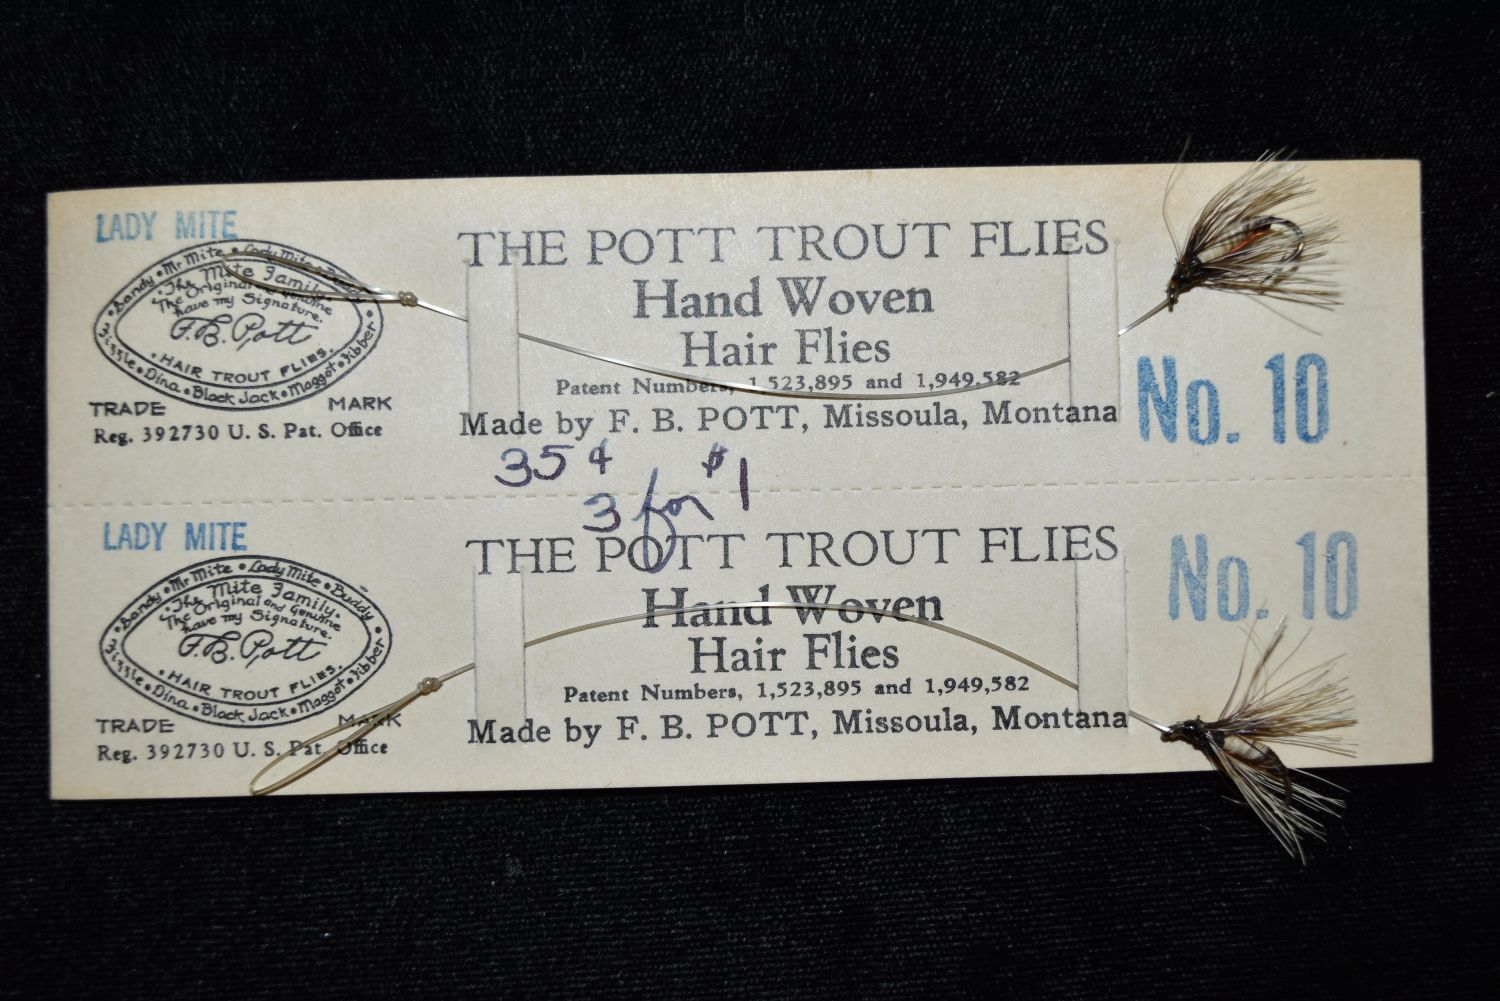 LADY MITE
Sandy • Mr Mite • Lady Mite • Buddy
The Mite Family.
The Original and Genuine
have my Signature.
F.B. Pott
• HAIR TROUT FLIES.
Dina • Black Jack • Maggot • Fibber •
TRADE MARK
Reg. 392730 U. S. Pat. Office
THE POTT TROUT FLIES
Hand Woven
Hair Flies
Patent Numbers, 1,523,895 and 1,949,582
Made by F. B. POTT, Missoula, Montana
No. 10
35¢
3 for $1
LADY MITE
Sandy • Mr Mite • Lady Mite • Buddy
The Mite Family.
The Original and Genuine
have my Signature.
F.B. Pott
• HAIR TROUT FLIES.
Dina • Black Jack • Maggot • Fibber •
TRADE MARK
Reg. 392730 U. S. Pat. Office
THE POTT TROUT FLIES
Hand Woven
Hair Flies
Patent Numbers, 1,523,895 and 1,949,582
Made by F. B. POTT, Missoula, Montana
No. 10